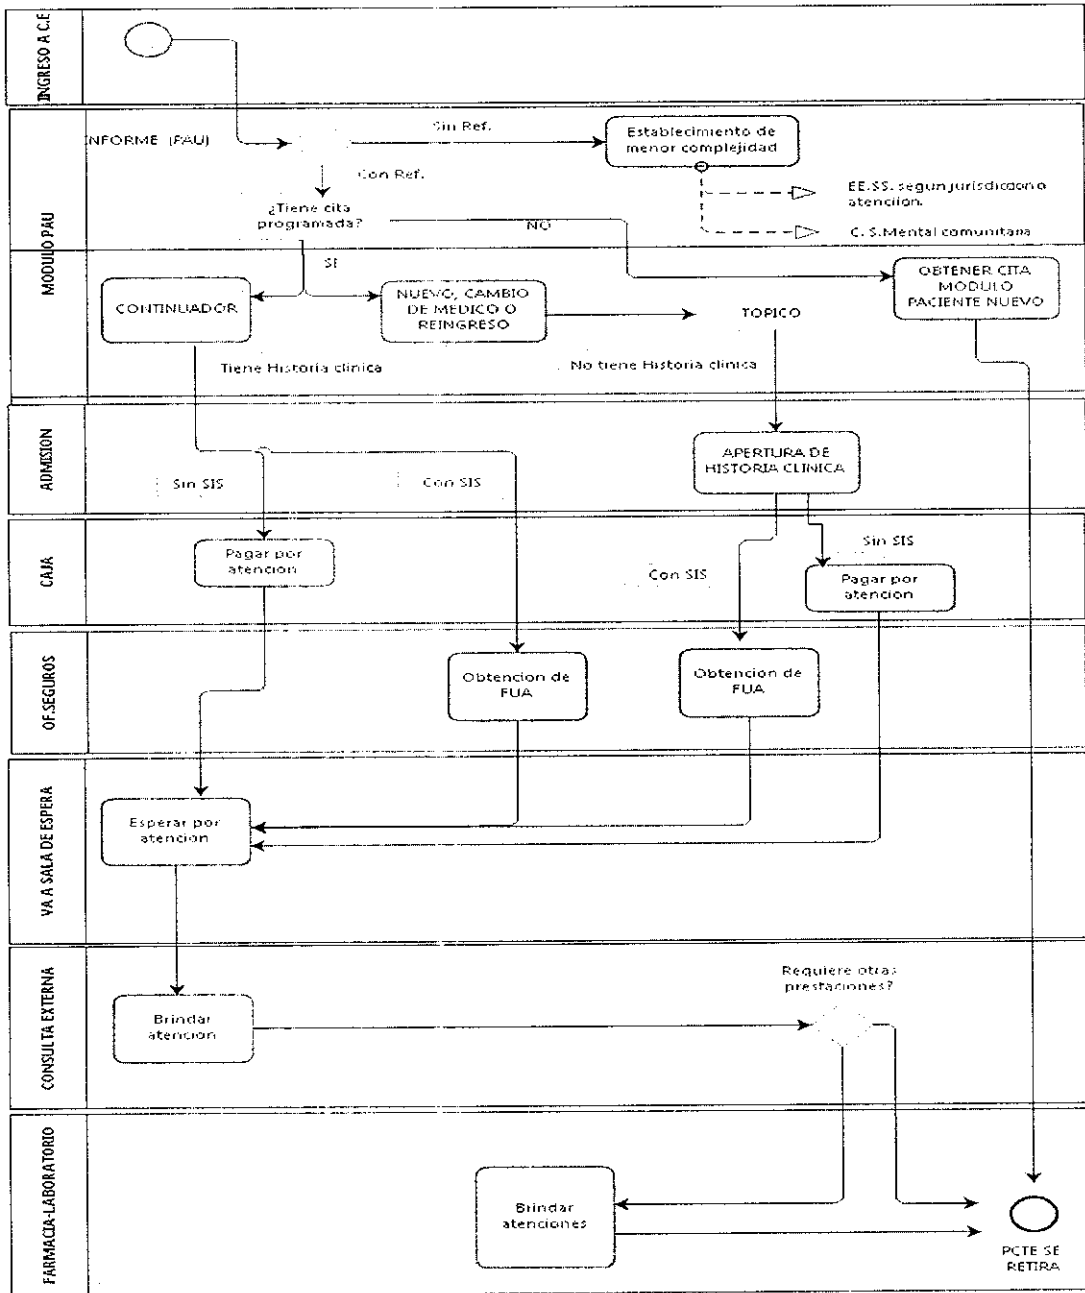 INGRESO A C.E
MODULO PAU
INFORME (PAU)
Sin Ref.
Establecimiento de
menor complejidad
Con Ref.
EE.SS. segun jurisdiccion o
atencion.
¿Tiene cita
programada?
NO
C. S.Mental comunitaria
SI
CONTINUADOR
NUEVO, CAMBIO
DE MEDICO O
REINGRESO
TOPICO
OBTENER CITA
MODULO
PACIENTE NUEVO
Tiene Historia clinica
No tiene Historia clinica
ADMISION
APERTURA DE
HISTORIA CLINICA
Sin SIS
Con SIS
CAJA
Pagar por
atencion
Con SIS
Sin SIS
Pagar por
atencion
OF.SEGUROS
Obtencion de
FUA
Obtencion de
FUA
VA A SALA DE ESPERA
Esperar por
atencion
CONSULTA EXTERNA
Requiere otras
prestaciones?
Brindar
atencion
FARMACIA-LABORATORIO
Brindar
atenciones
PCTE SE
RETIRA